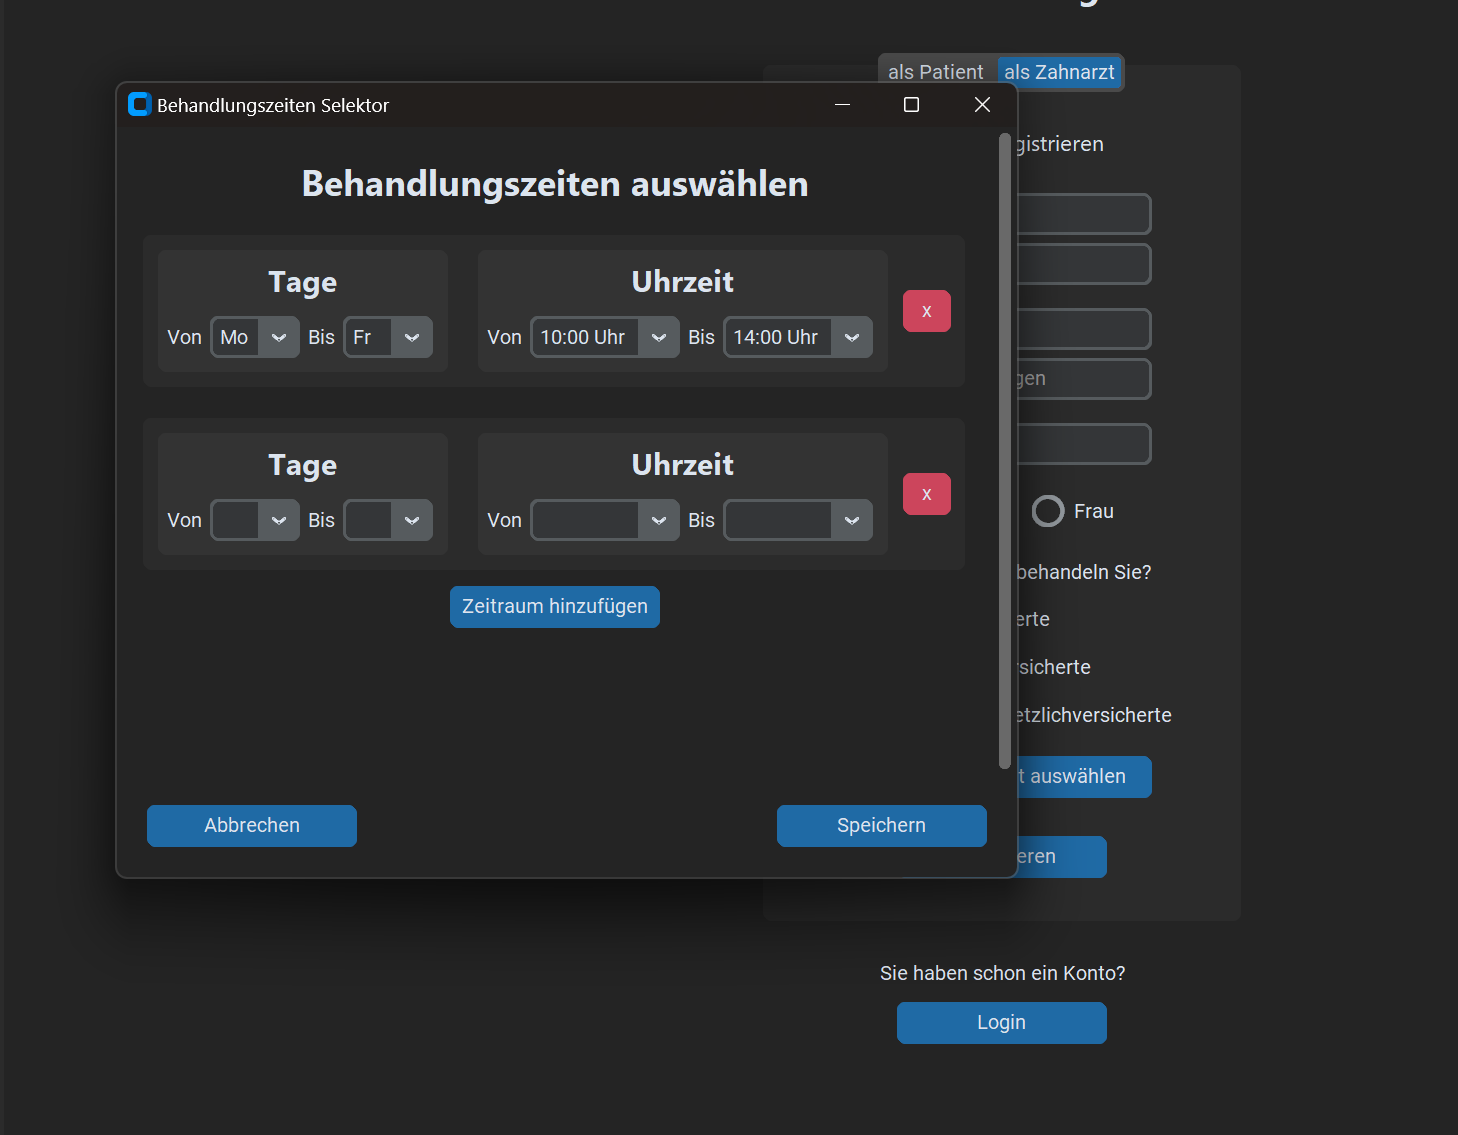 als Patient als Zahnarzt
Behandlungszeiten Selektor
Behandlungszeiten auswählen
Tage
Uhrzeit
Von Mo Bis Fr
Von 10:00 Uhr Bis 14:00 Uhr
x
Tage
Uhrzeit
Von Bis
Von Bis
x
Zeitraum hinzufügen
Abbrechen
Speichern
gistrieren
gen
Frau
behandeln Sie?
erte
rsicherte
etzlichversicherte
t auswählen
eren
Sie haben schon ein Konto?
Login